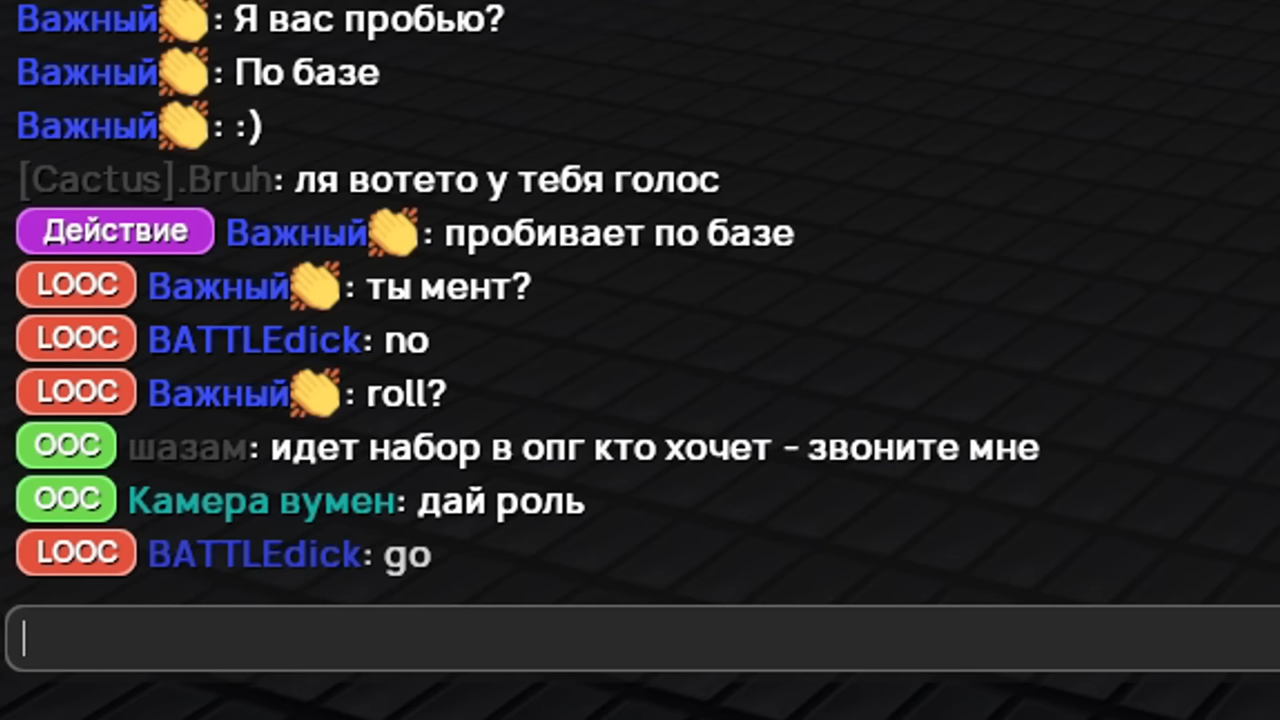 Важный👏: Я вас пробью?
Важный👏: По базе
Важный👏: :)
[Cactus].Bruh: ля вотето у тебя голос
Действие Важный👏: пробивает по базе
LOOC Важный👏: ты мент?
LOOC BATTLEdick: no
LOOC Важный👏: roll?
OOC шазам: идет набор в опг кто хочет - звоните мне
OOC Камера вумен: дай роль
LOOC BATTLEdick: go